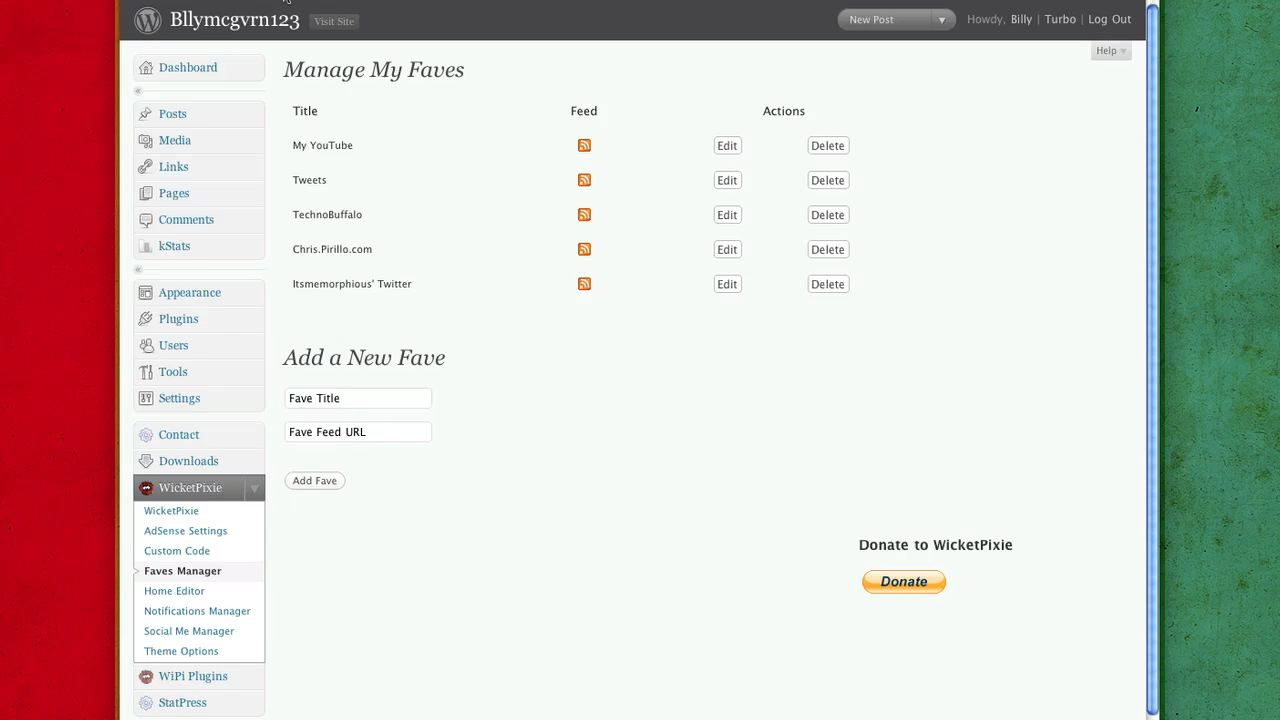 Bllymcgvrn123 Visit Site New Post Howdy, Billy | Turbo | Log Out
Help
Dashboard
Posts
Media
Links
Pages
Comments
kStats
Appearance
Plugins
Users
Tools
Settings
Contact
Downloads
WicketPixie
WicketPixie
AdSense Settings
Custom Code
Faves Manager
Home Editor
Notifications Manager
Social Me Manager
Theme Options
WiPi Plugins
StatPress
Manage My Faves
Title Feed Actions
My YouTube Edit Delete
Tweets Edit Delete
TechnoBuffalo Edit Delete
Chris.Pirillo.com Edit Delete
Itsmemorphious' Twitter Edit Delete
Add a New Fave
Fave Title
Fave Feed URL
Add Fave
Donate to WicketPixie
Donate